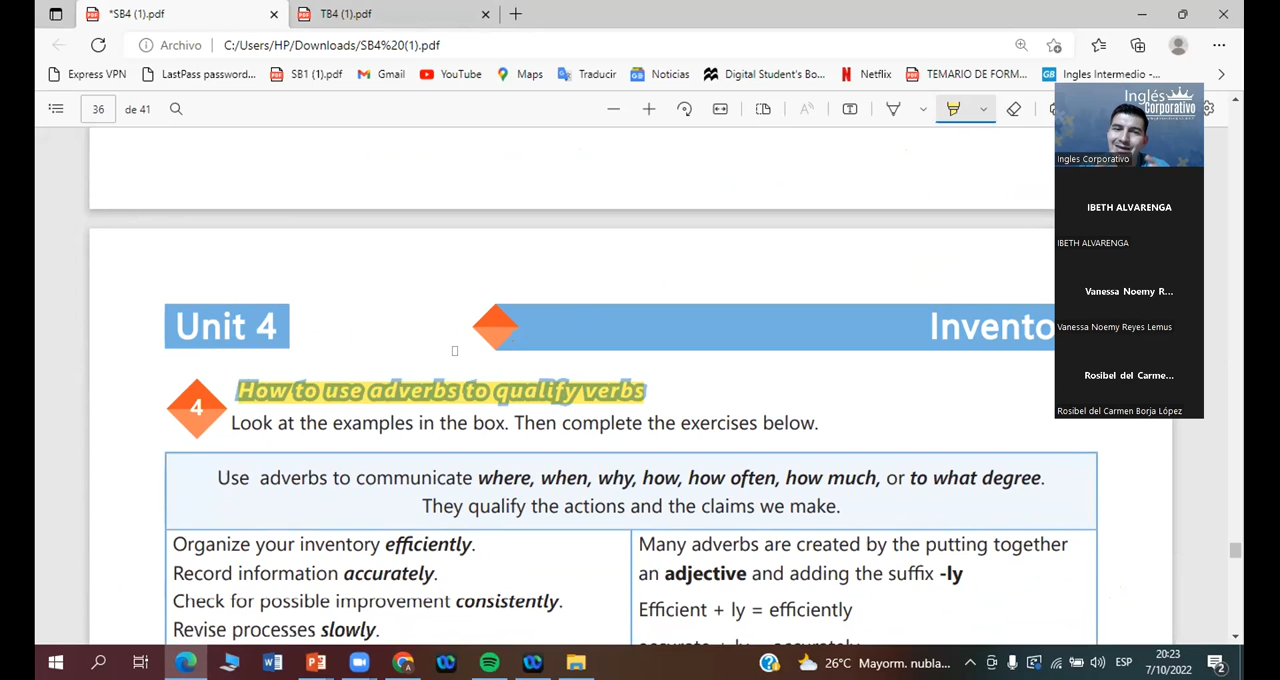 *SB4 (1).pdf
TB4 (1).pdf
Archivo
C:/Users/HP/Downloads/SB4%20(1).pdf
Express VPN
LastPass password...
SB1 (1).pdf
Gmail
YouTube
Maps
Traducir
Noticias
Digital Student's Bo...
Netflix
TEMARIO DE FORM...
Ingles Intermedio -...
36
de 41
Inglés
Corporativo
Ingles Corporativo
IBETH ALVARENGA
IBETH ALVARENGA
Vanessa Noemy R...
Vanessa Noemy Reyes Lemus
Rosibel del Carme...
Rosibel del Carmen Borja López
Unit 4
Invento
4
How to use adverbs to qualify verbs
Look at the examples in the box. Then complete the exercises below.
Use adverbs to communicate where, when, why, how, how often, how much, or to what degree.
They qualify the actions and the claims we make.
Organize your inventory efficiently.
Record information accurately.
Check for possible improvement consistently.
Revise processes slowly.
Many adverbs are created by the putting together
an adjective and adding the suffix -ly
Efficient + ly = efficiently
26°C Mayorm. nubla...
ESP
20:23
7/10/2022
2